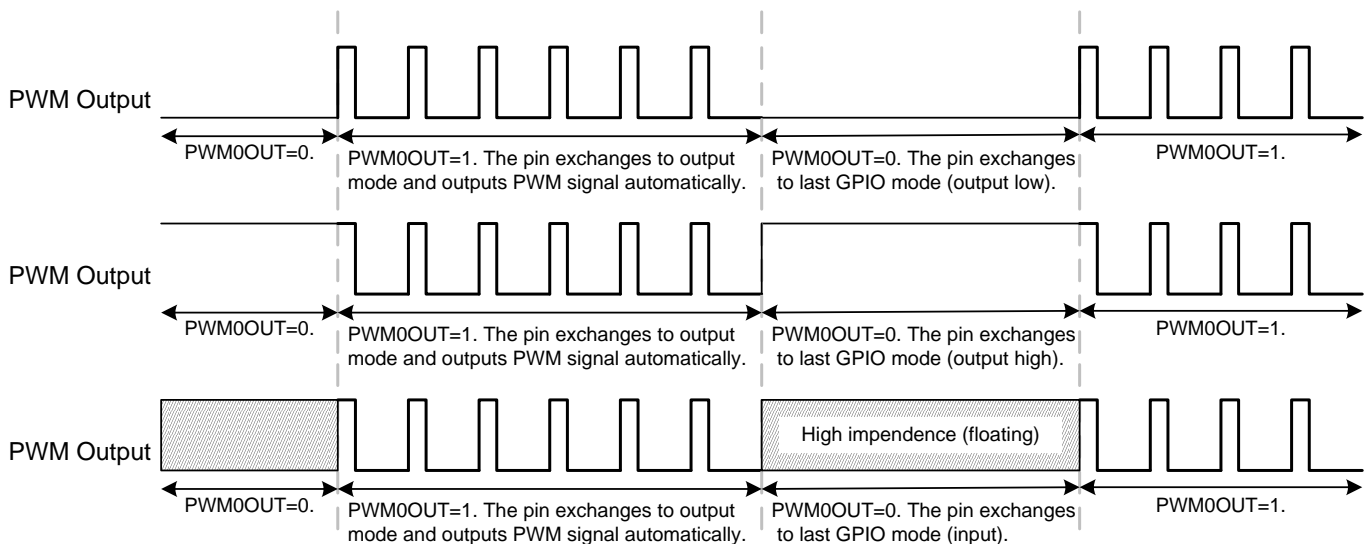 PWM Output
PWM0OUT=0.
PWM0OUT=1. The pin exchanges to output
mode and outputs PWM signal automatically.
PWM0OUT=0. The pin exchanges
to last GPIO mode (output low).
PWM0OUT=1.
PWM Output
PWM0OUT=0.
PWM0OUT=1. The pin exchanges to output
mode and outputs PWM signal automatically.
PWM0OUT=0. The pin exchanges
to last GPIO mode (output high).
PWM0OUT=1.
PWM Output
High impendence (floating)
PWM0OUT=0.
PWM0OUT=1. The pin exchanges to output
mode and outputs PWM signal automatically.
PWM0OUT=0. The pin exchanges
to last GPIO mode (input).
PWM0OUT=1.